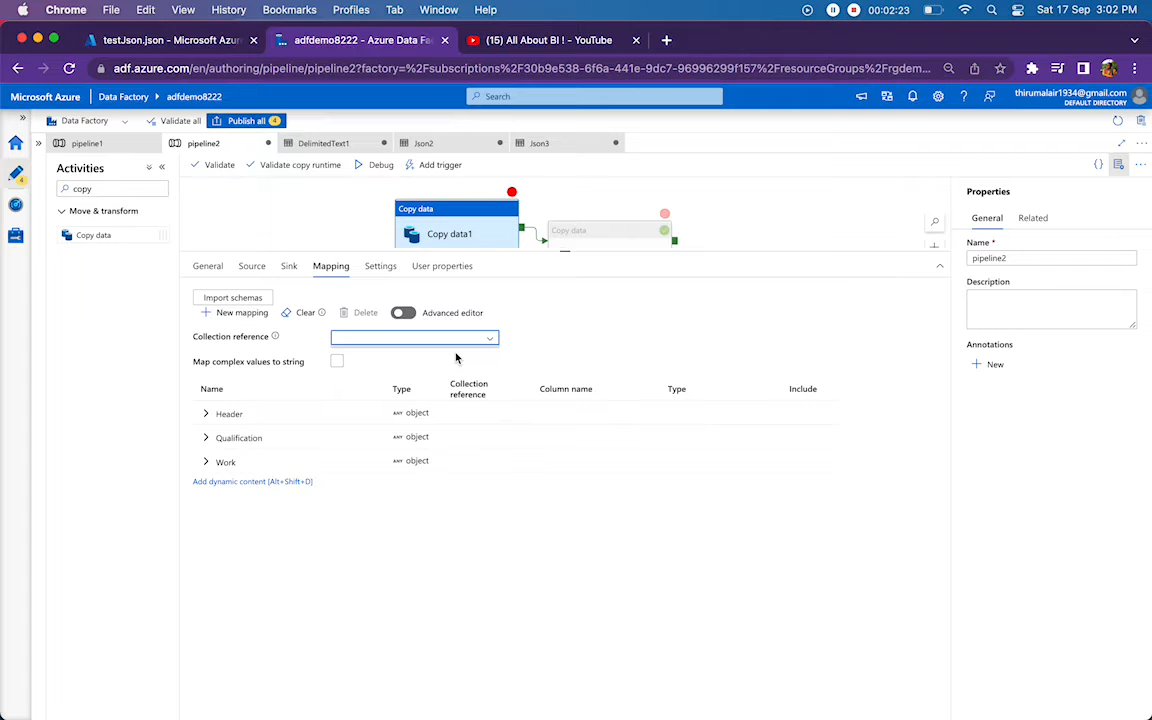 Chrome File Edit View History Bookmarks Profiles Tab Window Help 00:02:23 Sat 17 Sep 3:02 PM
testJson.json - Microsoft Azur
adfdemo8222 - Azure Data Fa
(15) All About BI ! - YouTube
adf.azure.com/en/authoring/pipeline/pipeline2?factory=%2Fsubscriptions%2F30b9e538-6f6a-441e-9dc7-96996299f157%2FresourceGroups%2Frgdem...
Microsoft Azure Data Factory adfdemo8222 Search thirumalair1934@gmail.com
DEFAULT DIRECTORY
Data Factory Validate all Publish all 4
pipeline1 pipeline2 DelimitedText1 Json2 Json3
Activities
copy
Move & transform
Copy data
Validate Validate copy runtime Debug Add trigger
Copy data
Copy data1
Copy data
General Source Sink Mapping Settings User properties
Import schemas
New mapping Clear Delete Advanced editor
Collection reference
Map complex values to string
Name Type Collection reference Column name Type Include
Header ANY object
Qualification ANY object
Work ANY object
Add dynamic content [Alt+Shift+D]
Properties
General Related
Name *
pipeline2
Description
Annotations
New